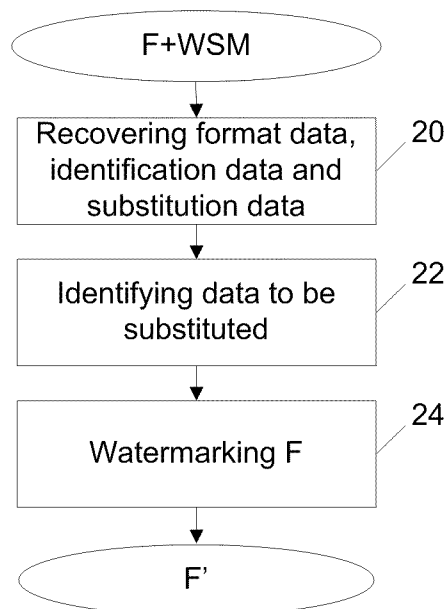 F+WSM
Recovering format data,
identification data and
substitution data
20
Identifying data to be
substituted
22
Watermarking F
24
F'